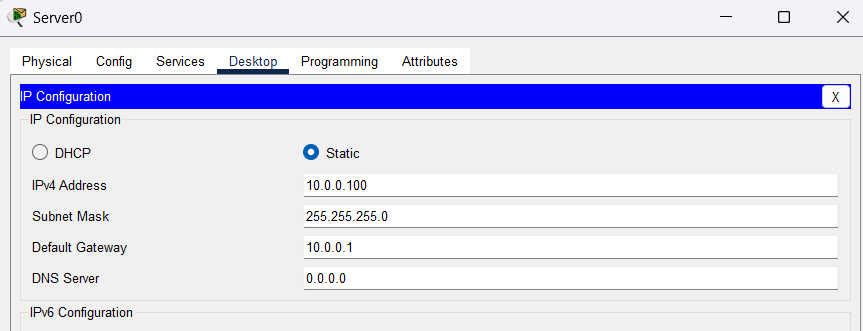 Server0
Physical Config Services Desktop Programming Attributes
IP Configuration X
IP Configuration
DHCP Static
IPv4 Address 10.0.0.100
Subnet Mask 255.255.255.0
Default Gateway 10.0.0.1
DNS Server 0.0.0.0
IPv6 Configuration